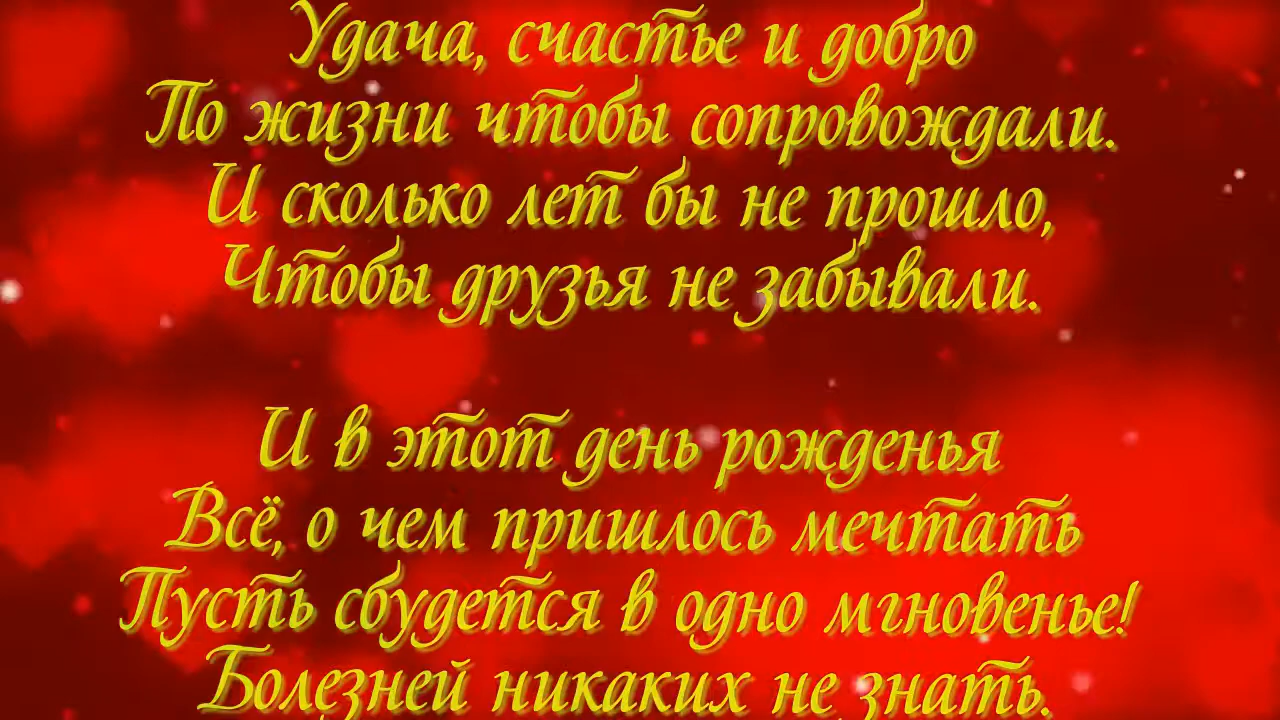 Удача, счастье и добро
По жизни чтобы сопровождали.
И сколько лет бы не прошло,
Чтобы друзья не забывали.
И в этот день рожденья
Всё, о чем пришлось мечтать
Пусть сбудется в одно мгновенье!
Болезней никаких не знать.